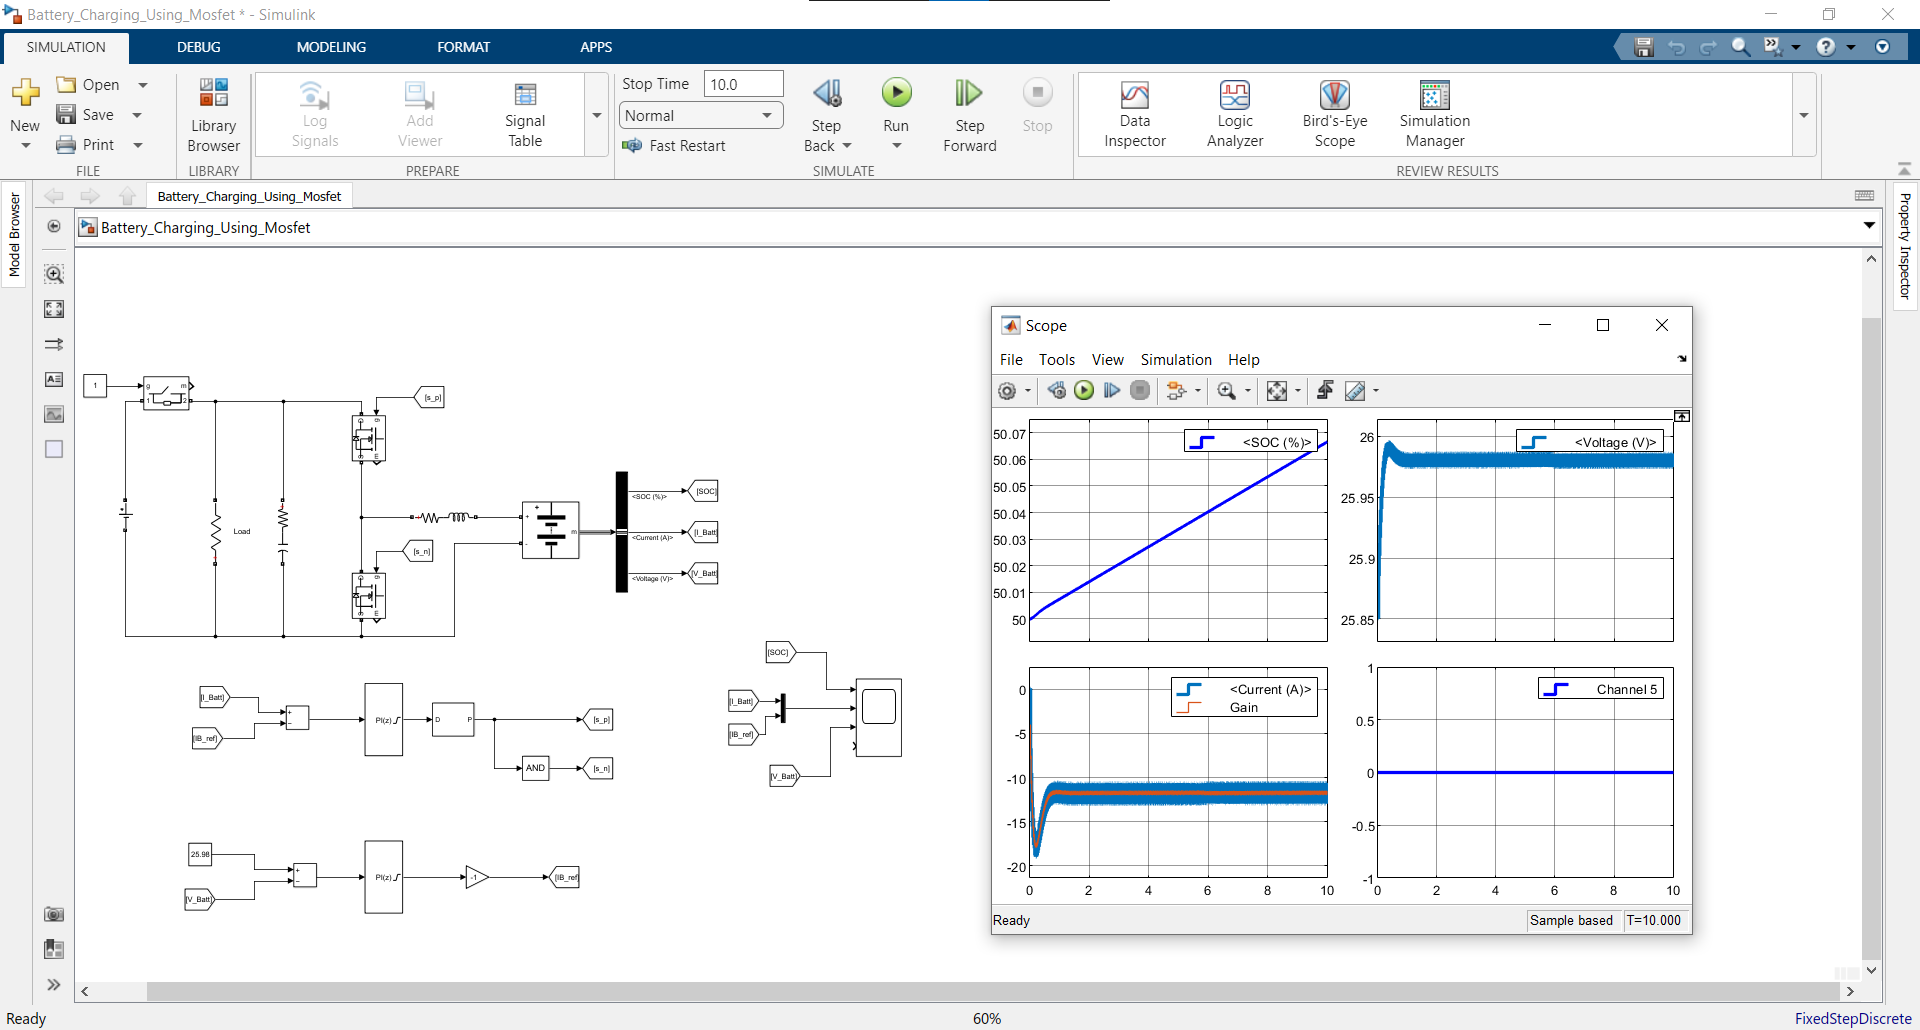 Battery_Charging_Using_Mosfet * - Simulink
SIMULATION DEBUG MODELING FORMAT APPS
New
Open
Save
Print
FILE
Library Browser
LIBRARY
Log Signals
Add Viewer
Signal Table
PREPARE
Stop Time 10.0
Normal
Fast Restart
Step Back
Run
Step Forward
Stop
SIMULATE
Data Inspector
Logic Analyzer
Bird's-Eye Scope
Simulation Manager
REVIEW RESULTS
Model Browser
Property Inspector
Battery_Charging_Using_Mosfet
Battery_Charging_Using_Mosfet
1
g m
1 2
[s_p]
Load
[s_n]
m
<SOC (%)>
[SOC]
<Current (A)>
[I_Batt]
<Voltage (V)>
[V_Batt]
[I_Batt]
[IB_ref]
PI(z)
D P
[s_p]
AND
[s_n]
25.98
[V_Batt]
PI(z)
-1
[IB_ref]
[SOC]
[I_Batt]
[IB_ref]
[V_Batt]
Scope
File Tools View Simulation Help
<SOC (%)>
50.07
50.06
50.05
50.04
50.03
50.02
50.01
50
<Voltage (V)>
26
25.95
25.9
25.85
<Current (A)>
Gain
0
-5
-10
-15
-20
0 2 4 6 8 10
Channel 5
1
0.5
0
-0.5
-1
0 2 4 6 8 10
Ready
Sample based T=10.000
Ready
60%
FixedStepDiscrete